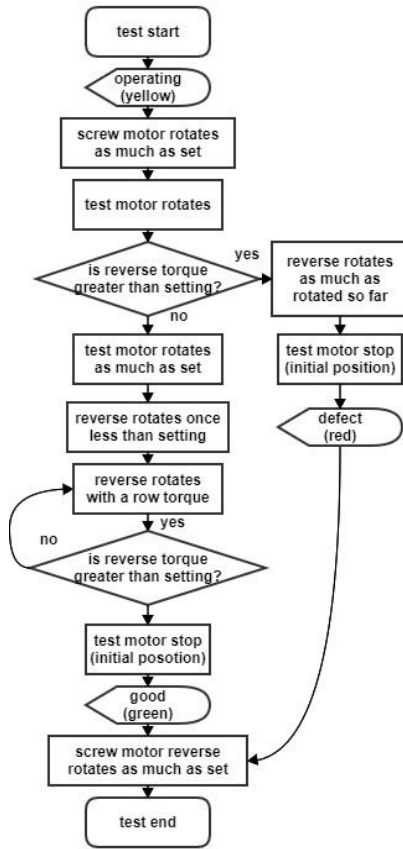 test start
operating
(yellow)
screw motor rotates
as much as set
test motor rotates
is reverse torque
greater than setting?
yes
reverse rotates
as much as
rotated so far
no
test motor rotates
as much as set
test motor stop
(initial position)
reverse rotates once
less than setting
defect
(red)
reverse rotates
with a row torque
yes
no
is reverse torque
greater than setting?
test motor stop
(initial posotion)
good
(green)
screw motor reverse
rotates as much as set
test end